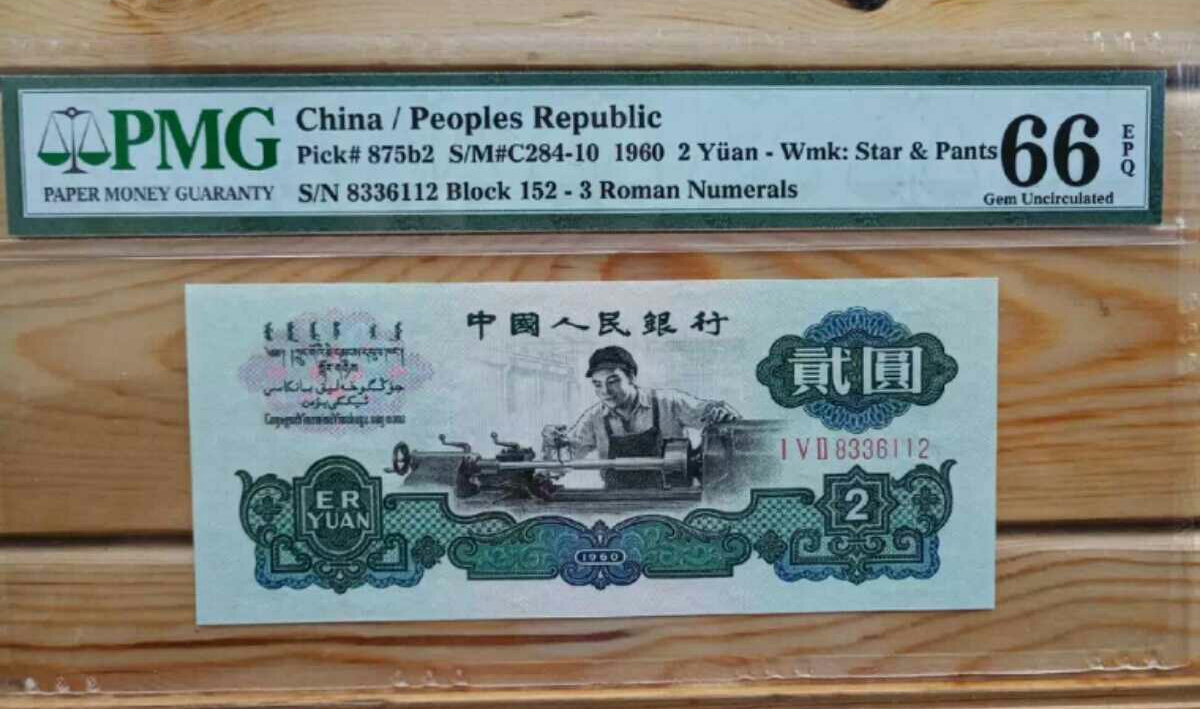 PMG
PAPER MONEY GUARANTY
China / Peoples Republic
Pick# 875b2 S/M#C284-10 1960 2 Yüan - Wmk: Star & Pants
S/N 8336112 Block 152 - 3 Roman Numerals
66
EPQ
Gem Uncirculated
中國人民銀行
貳圓
I V II 8336112
ER
YUAN
2
1960